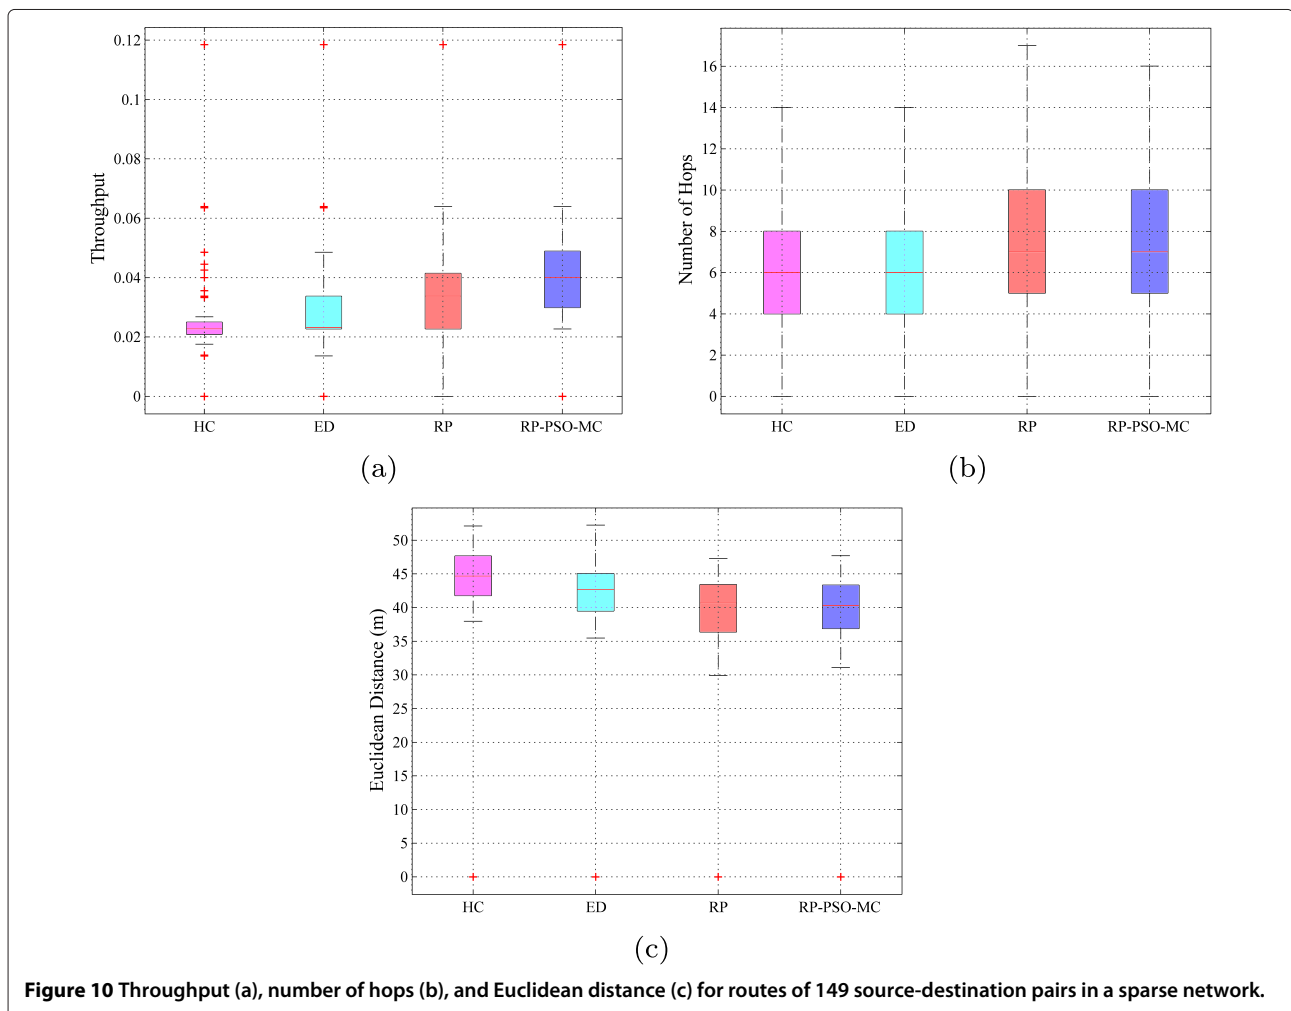 0.12
0.1
0.08
0.06
0.04
0.02
0
Throughput
HC ED RP RP-PSO-MC
(a)
16
14
12
10
8
6
4
2
0
Number of Hops
HC ED RP RP-PSO-MC
(b)
50
45
40
35
30
25
20
15
10
5
0
Euclidean Distance (m)
HC ED RP RP-PSO-MC
(c)
Figure 10 Throughput (a), number of hops (b), and Euclidean distance (c) for routes of 149 source-destination pairs in a sparse network.